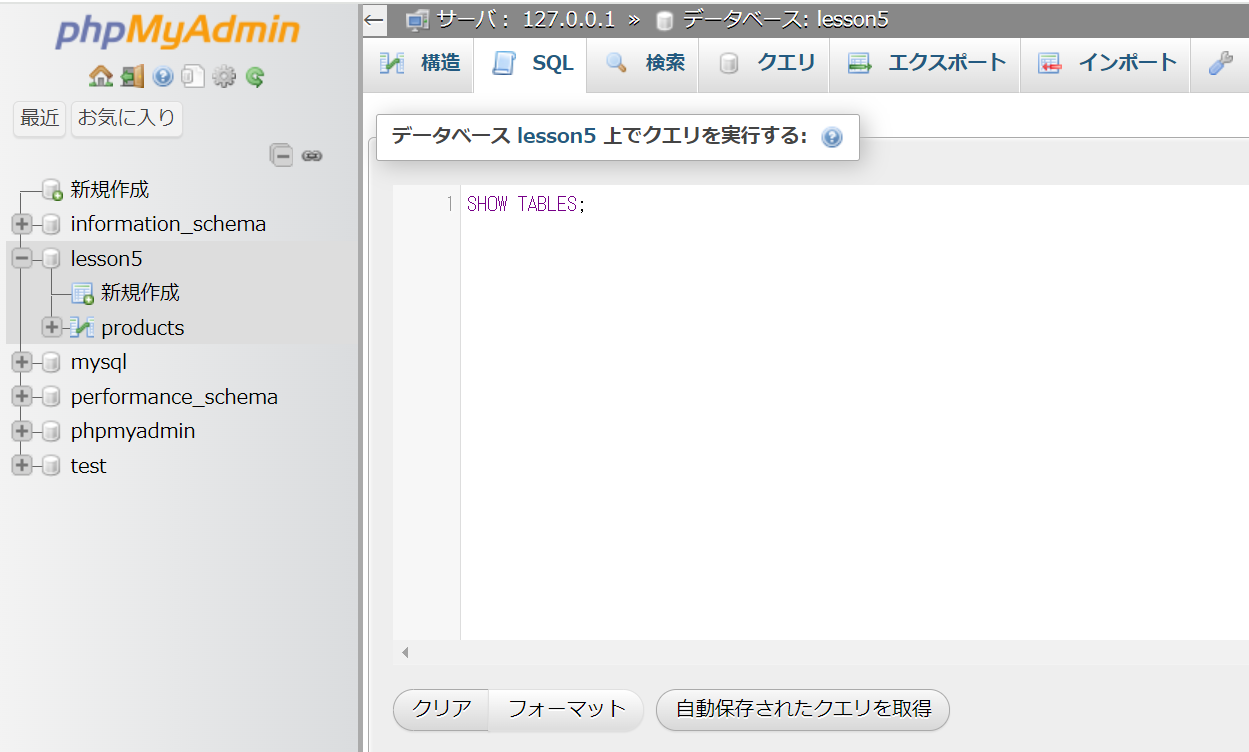 phpMyAdmin
最近 お気に入り
新規作成
information_schema
lesson5
新規作成
products
mysql
performance_schema
phpmyadmin
test
← サーバ: 127.0.0.1 » データベース: lesson5
構造 SQL 検索 クエリ エクスポート インポート
データベース lesson5 上でクエリを実行する:
1 SHOW TABLES;
クリア フォーマット 自動保存されたクエリを取得